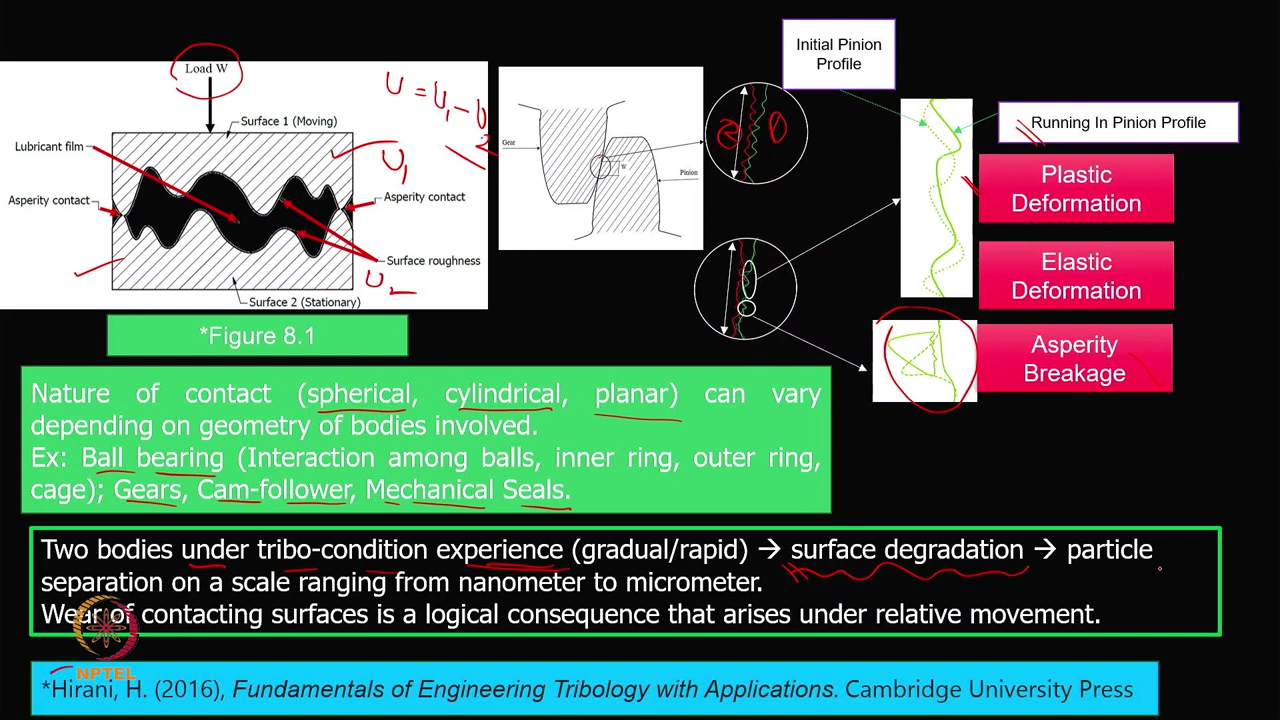 Load W
Surface 1 (Moving)
Lubricant film
Asperity contact
Asperity contact
Surface roughness
Surface 2 (Stationary)
U = U₁ -
2
U₁
U₂
*Figure 8.1
Gear
W
Pinion
2
1
Initial Pinion
Profile
Running In Pinion Profile
Plastic
Deformation
Elastic
Deformation
Asperity
Breakage
Nature of contact (spherical, cylindrical, planar) can vary
depending on geometry of bodies involved.
Ex: Ball bearing (Interaction among balls, inner ring, outer ring,
cage); Gears, Cam-follower, Mechanical Seals.
Two bodies under tribo-condition experience (gradual/rapid) → surface degradation → particle
separation on a scale ranging from nanometer to micrometer.
Wear of contacting surfaces is a logical consequence that arises under relative movement.
NPTEL
*Hirani, H. (2016), Fundamentals of Engineering Tribology with Applications. Cambridge University Press